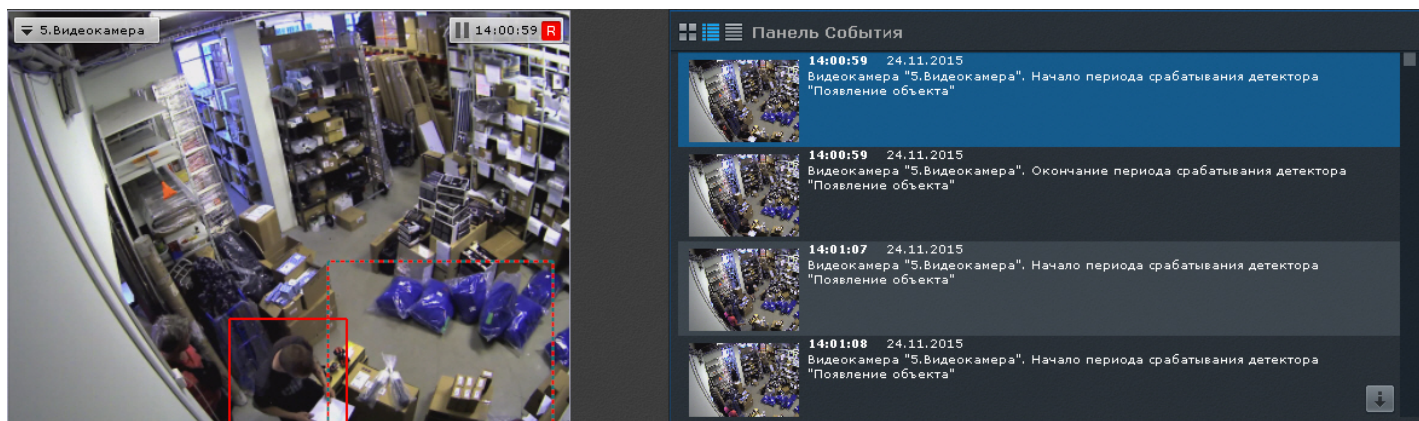 5.Видеокамера
14:00:59 R
Панель События
14:00:59 24.11.2015
Видеокамера "5.Видеокамера". Начало периода срабатывания детектора
"Появление объекта"
14:00:59 24.11.2015
Видеокамера "5.Видеокамера". Окончание периода срабатывания детектора
"Появление объекта"
14:01:07 24.11.2015
Видеокамера "5.Видеокамера". Начало периода срабатывания детектора
"Появление объекта"
14:01:08 24.11.2015
Видеокамера "5.Видеокамера". Начало периода срабатывания детектора
"Появление объекта"